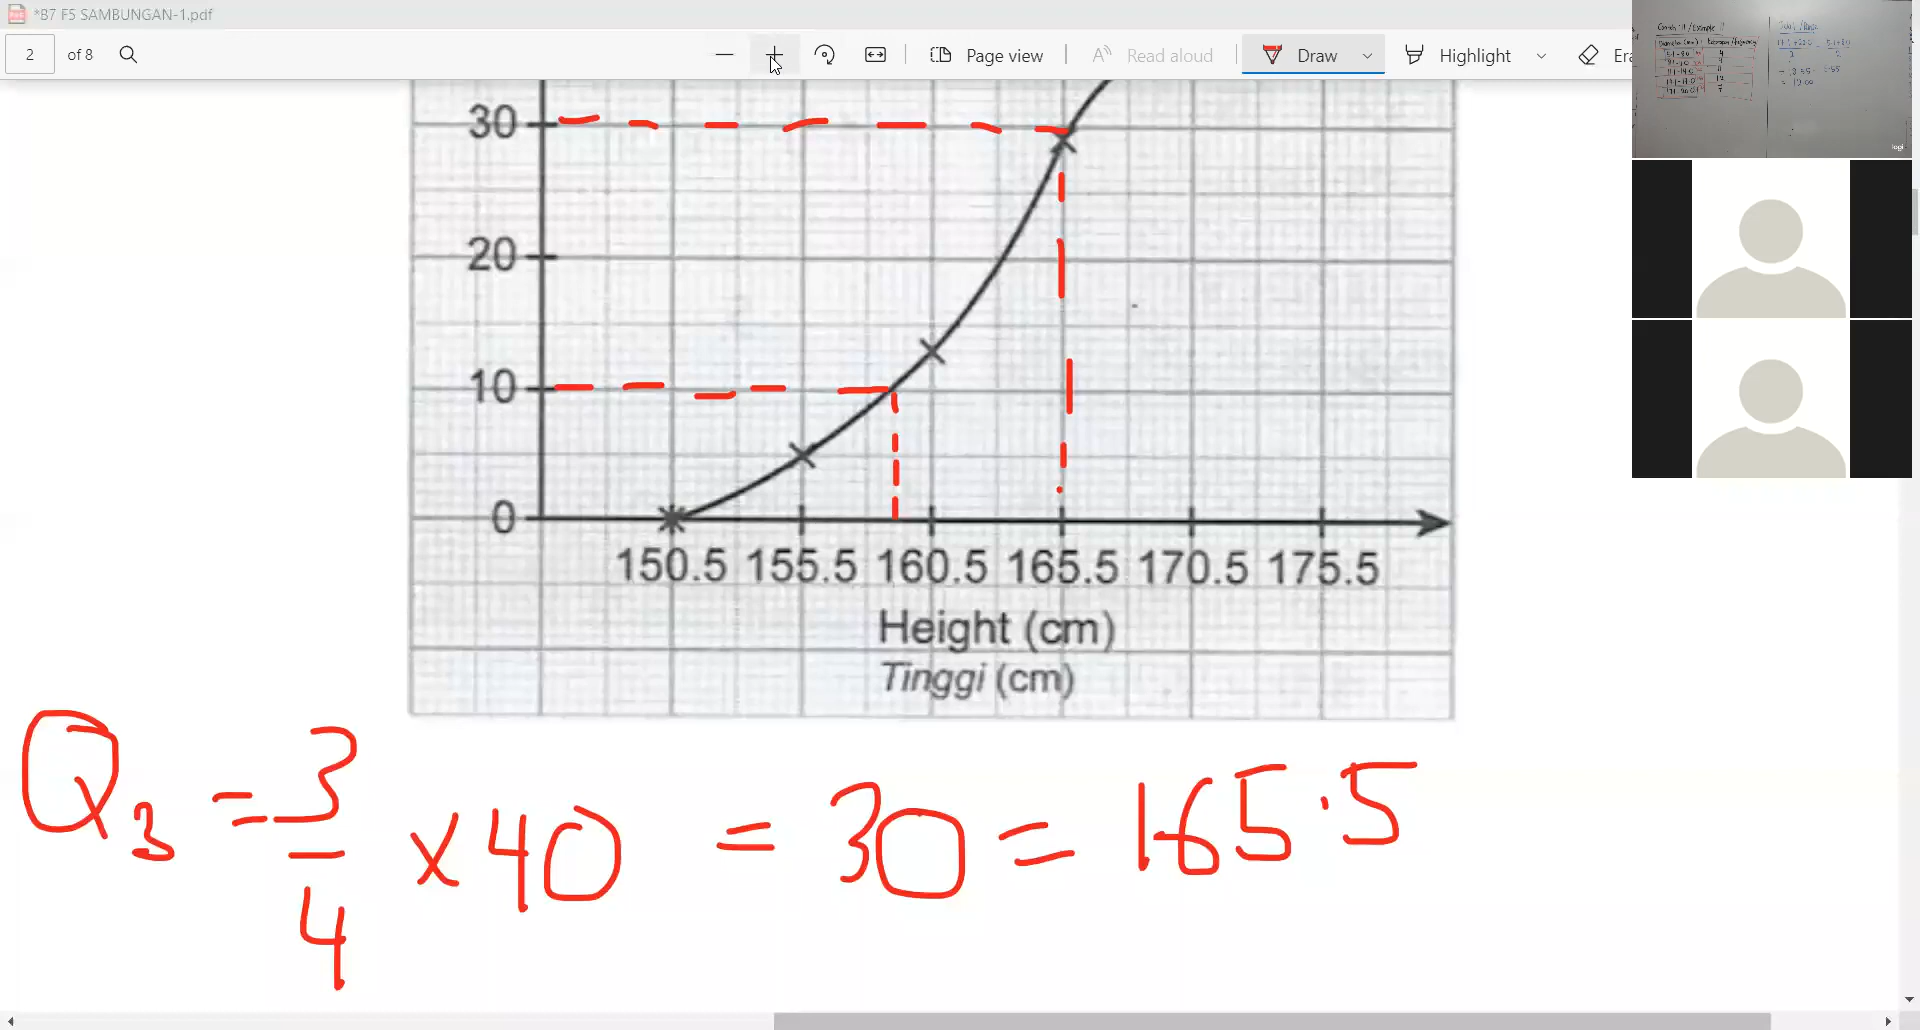 *B7 F5 SAMBUNGAN-1.pdf
2 of 8 Page view Read aloud Draw Highlight Era
30
20
10
0
150.5 155.5 160.5 165.5 170.5 175.5
Height (cm)
Tinggi (cm)
Q3 = 3/4 × 40 = 30 = 165.5
logi